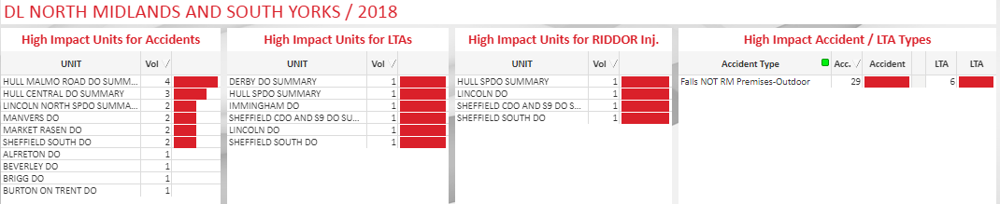 DL NORTH MIDLANDS AND SOUTH YORKS / 2018
High Impact Units for Accidents
UNIT Vol
HULL MALMO ROAD DO SUMM... 4
HULL CENTRAL DO SUMMARY 3
LINCOLN NORTH SPDO SUMMA... 2
MANVERS DO 2
MARKET RASEN DO 2
SHEFFIELD SOUTH DO 2
ALFRETON DO 1
BEVERLEY DO 1
BRIGG DO 1
BURTON ON TRENT DO 1
High Impact Units for LTAs
UNIT Vol
DERBY DO SUMMARY 1
HULL SPDO SUMMARY 1
IMMINGHAM DO 1
SHEFFIELD CDO AND S9 DO SU... 1
LINCOLN DO 1
SHEFFIELD SOUTH DO 1
High Impact Units for RIDDOR Inj.
UNIT Vol
HULL SPDO SUMMARY 1
LINCOLN DO 1
SHEFFIELD CDO AND S9 DO S... 1
SHEFFIELD SOUTH DO 1
High Impact Accident / LTA Types
Accident Type Acc. Accident LTA LTA
Falls NOT RM Premises-Outdoor 29 6